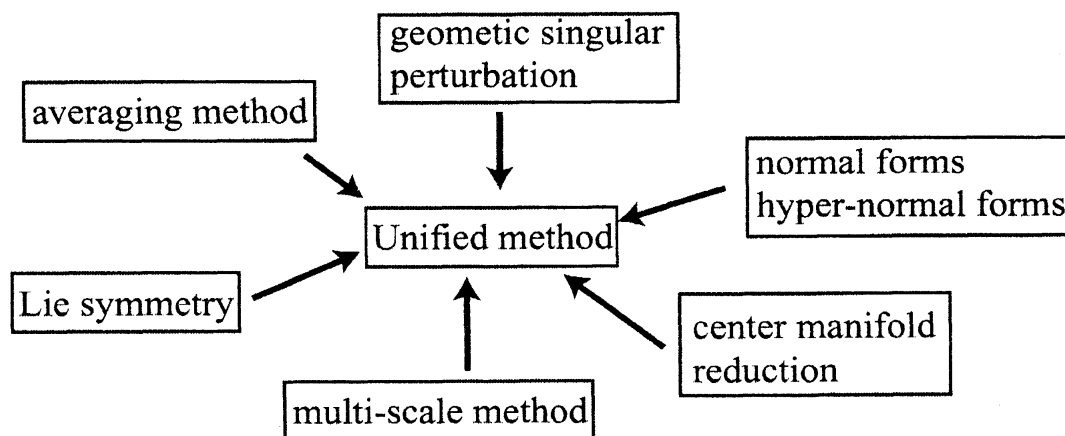 geometic singular
perturbation
averaging method
normal forms
hyper-normal forms
Unified method
Lie symmetry
center manifold
reduction
multi-scale method